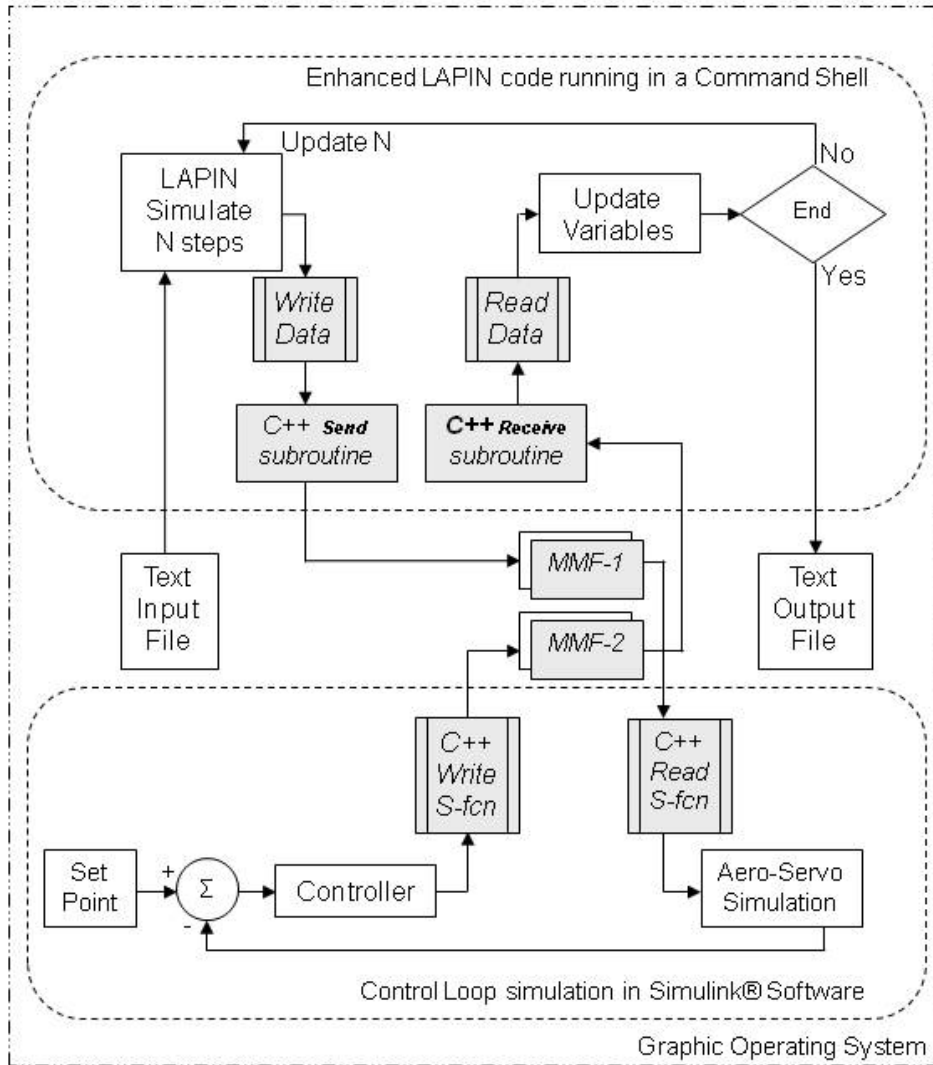 Enhanced LAPIN code running in a Command Shell
Update N
No
LAPIN
Simulate
N steps
Update
Variables
End
Yes
Write
Data
Read
Data
C++ Send
subroutine
C++ Receive
subroutine
Text
Input
File
MMF-1
MMF-2
Text
Output
File
C++
Write
S-fcn
C++
Read
S-fcn
Set
Point
+
Σ
-
Controller
Aero-Servo
Simulation
Control Loop simulation in Simulink® Software
Graphic Operating System